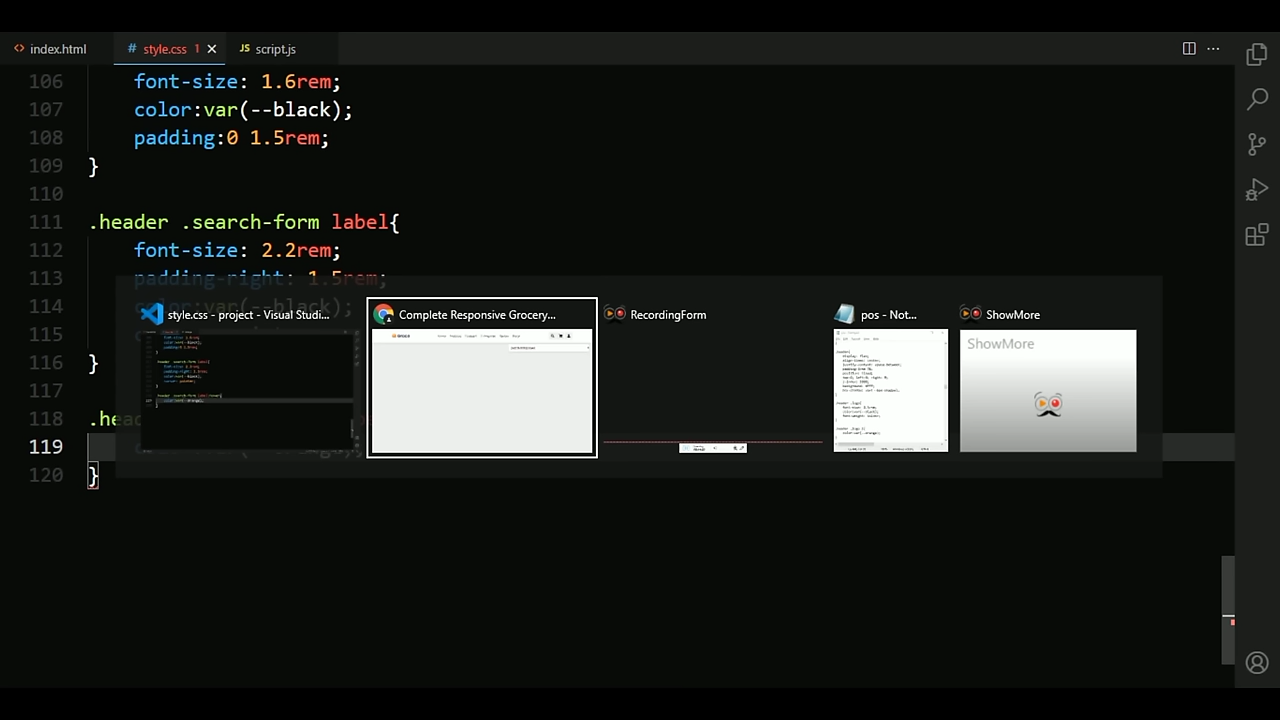 index.html
style.css 1
JS script.js
106 font-size: 1.6rem;
107 color:var(--black);
108 padding:0 1.5rem;
109 }
110
111 .header .search-form label{
112 font-size: 2.2rem;
113 padding-right: 1.5rem;
114 color:var(--black);
115
116 }
117
118 .he
119
120 }
style.css - project - Visual Studi...
Complete Responsive Grocery...
RecordingForm
pos - Not...
ShowMore
ShowMore